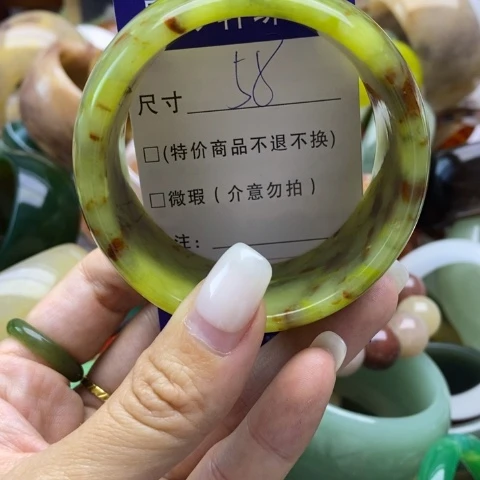 尺寸 58
□(特价商品不退不换)
□微瑕(介意勿拍)
注: